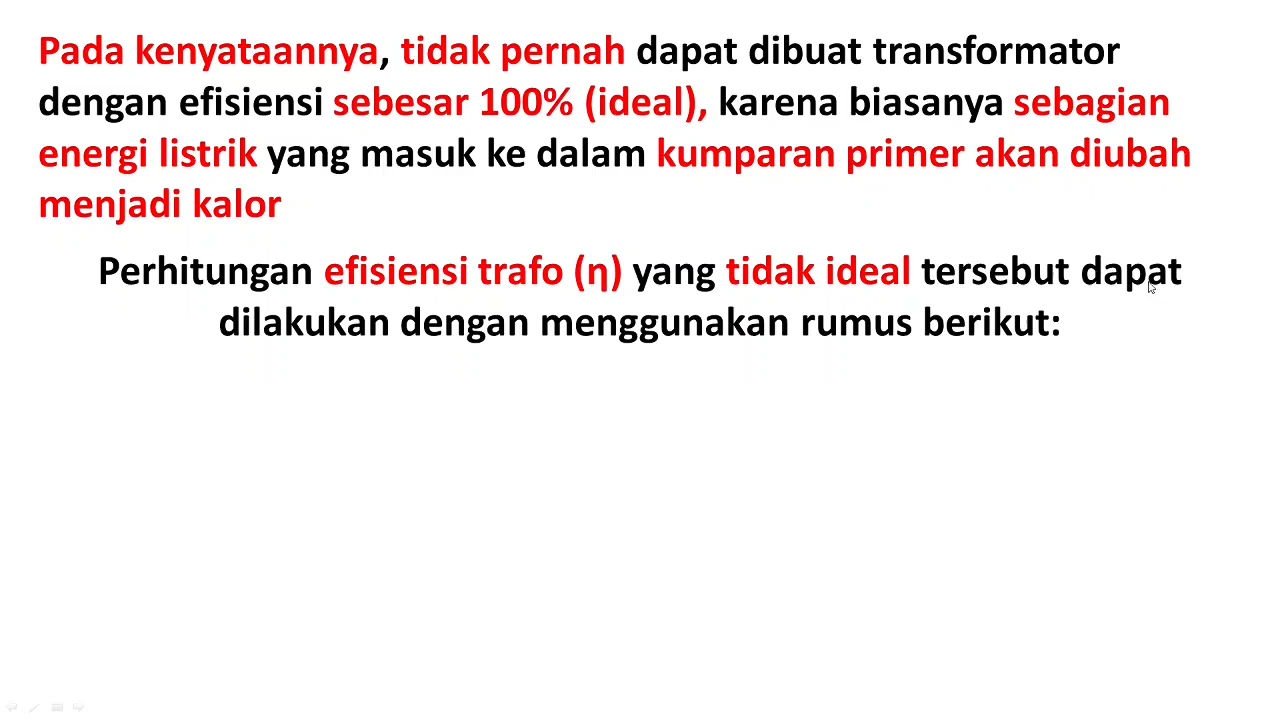 Pada kenyataannya, tidak pernah dapat dibuat transformator
dengan efisiensi sebesar 100% (ideal), karena biasanya sebagian
energi listrik yang masuk ke dalam kumparan primer akan diubah
menjadi kalor
Perhitungan efisiensi trafo (η) yang tidak ideal tersebut dapat
dilakukan dengan menggunakan rumus berikut: